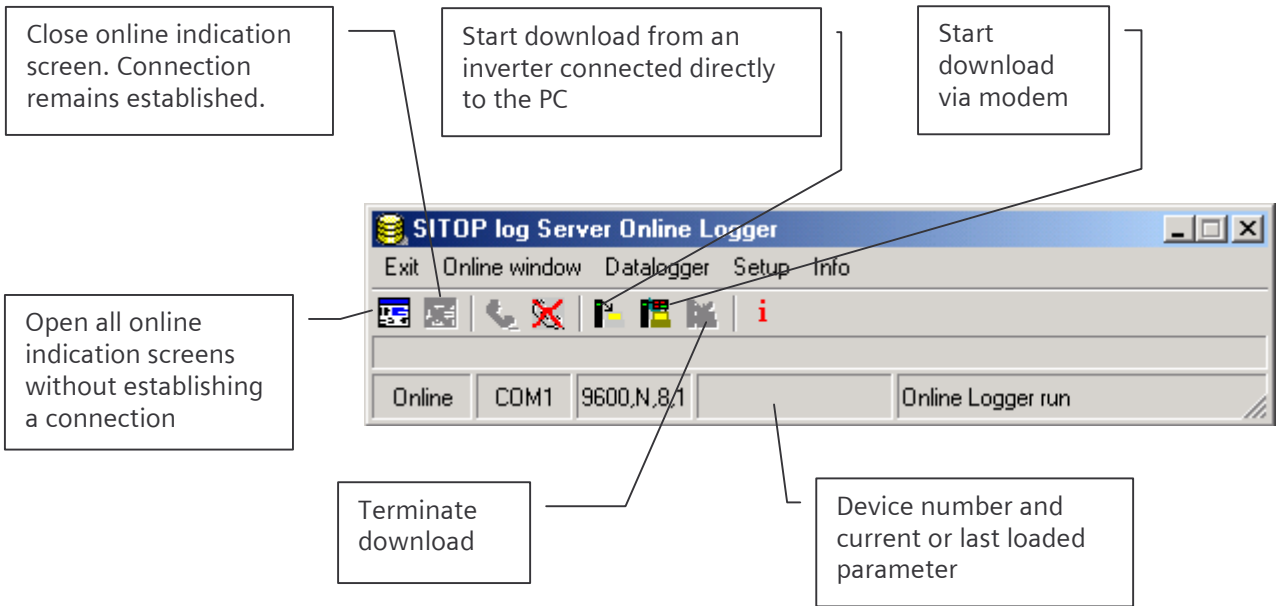 Close online indication
screen. Connection
remains established.
Start download from an
inverter connected directly
to the PC
Start
download
via modem
SITOP log Server Online Logger
Exit Online window Datalogger Setup Info
Open all online
indication screens
without establishing
a connection
i
Online COM1 9600,N,8,1 Online Logger run
Terminate
download
Device number and
current or last loaded
parameter